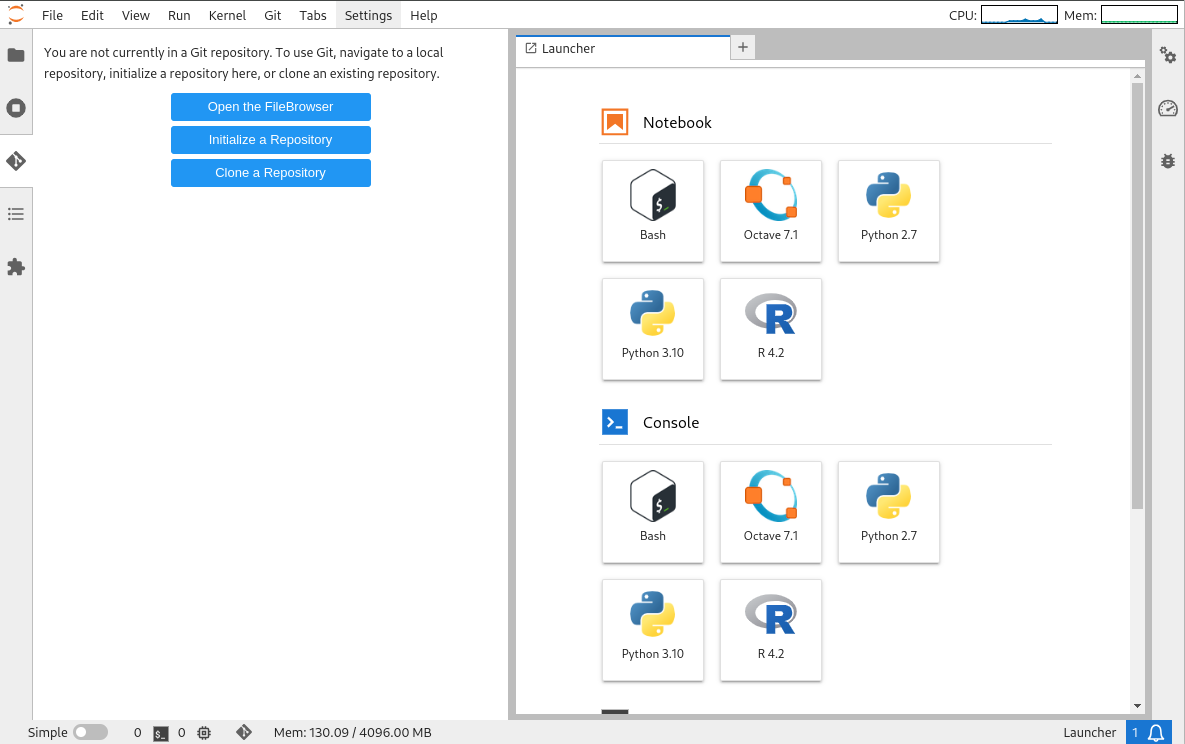 File Edit View Run Kernel Git Tabs Settings Help CPU: Mem:
You are not currently in a Git repository. To use Git, navigate to a local
repository, initialize a repository here, or clone an existing repository.
Open the FileBrowser
Initialize a Repository
Clone a Repository
Launcher
Notebook
Bash Octave 7.1 Python 2.7
Python 3.10 R 4.2
Console
Bash Octave 7.1 Python 2.7
Python 3.10 R 4.2
Simple 0 0 Mem: 130.09 / 4096.00 MB Launcher 1